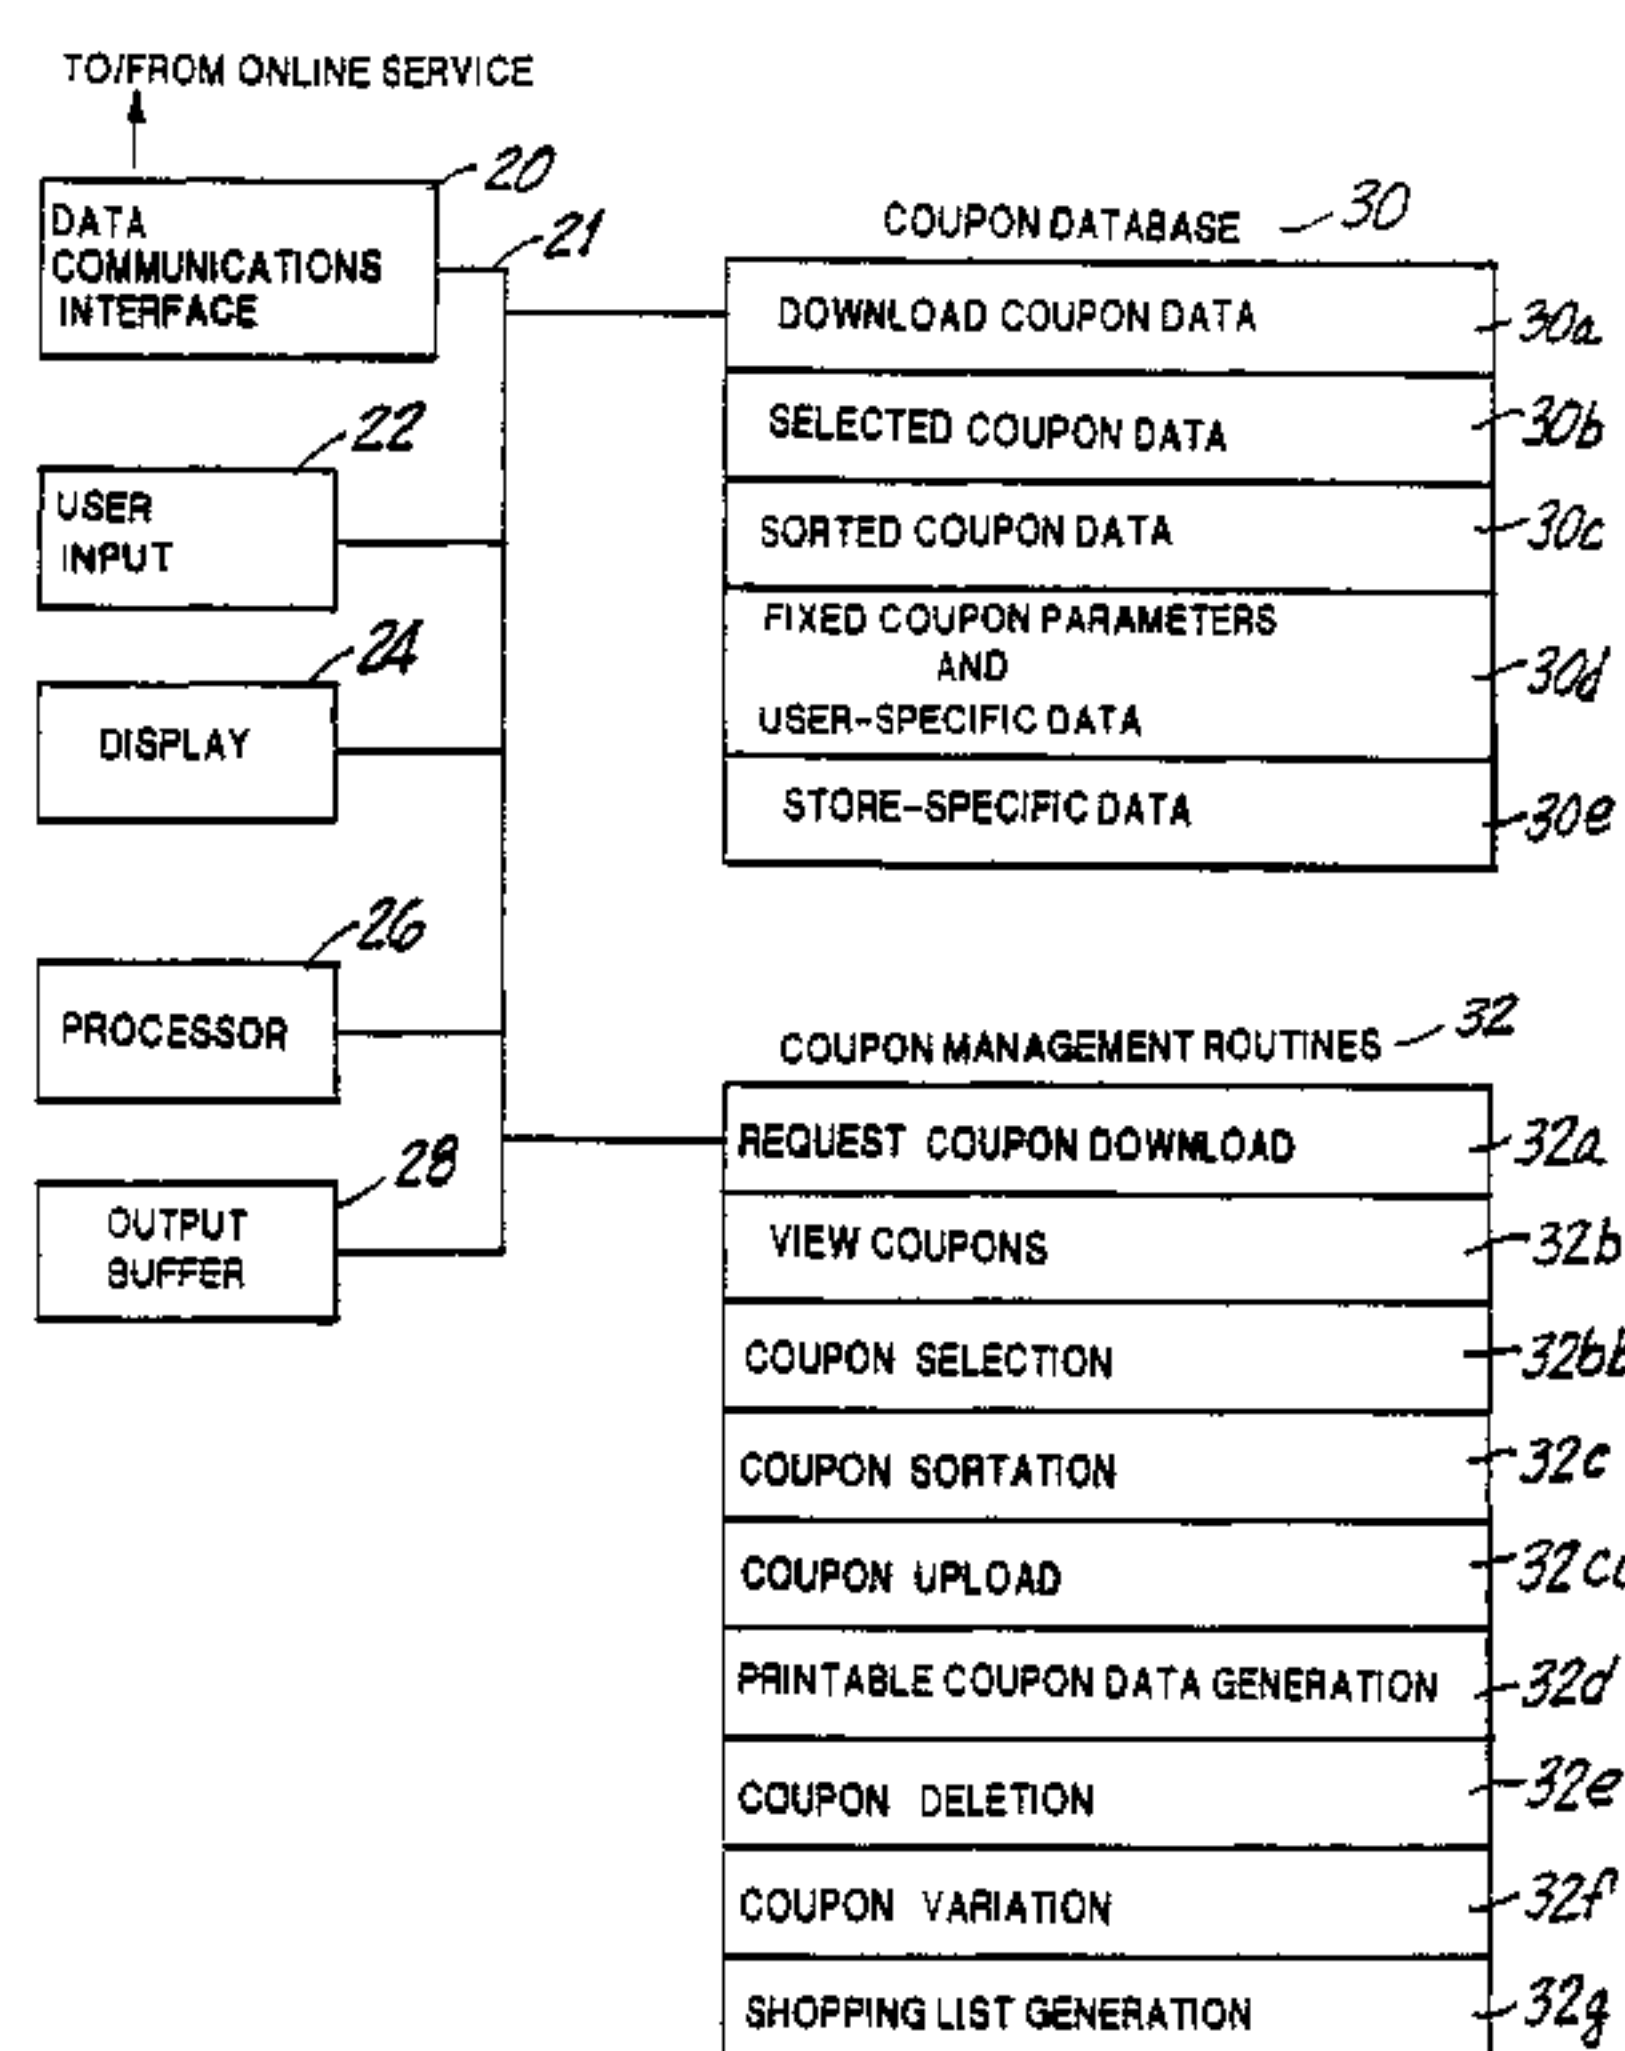 TO/FROM ONLINE SERVICE
20
DATA
COMMUNICATIONS
INTERFACE
21
22
USER
INPUT
24
DISPLAY
26
PROCESSOR
28
OUTPUT
BUFFER
COUPON DATABASE 30
DOWNLOAD COUPON DATA 30a
SELECTED COUPON DATA 30b
SORTED COUPON DATA 30c
FIXED COUPON PARAMETERS
AND
USER-SPECIFIC DATA
30d
STORE-SPECIFIC DATA 30e
COUPON MANAGEMENT ROUTINES 32
REQUEST COUPON DOWNLOAD 32a
VIEW COUPONS 32b
COUPON SELECTION 32bb
COUPON SORTATION 32c
COUPON UPLOAD 32cc
PRINTABLE COUPON DATA GENERATION 32d
COUPON DELETION 32e
COUPON VARIATION 32f
SHOPPING LIST GENERATION 32g